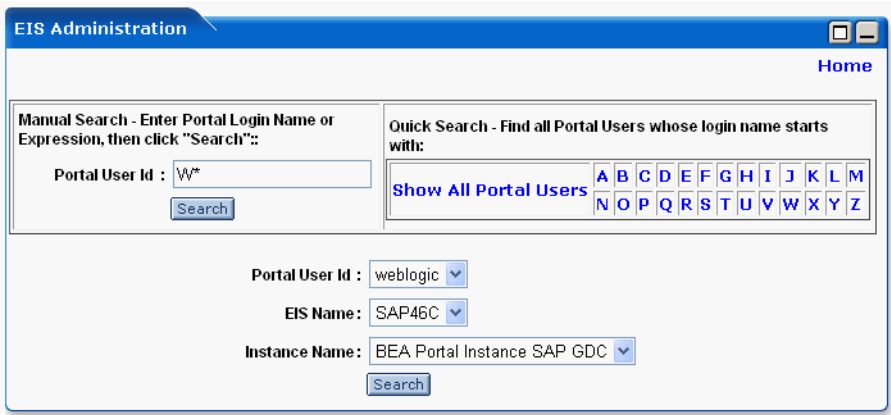 EIS Administration
Home
Manual Search - Enter Portal Login Name or
Expression, then click "Search"::
Portal User Id : W*
Search
Quick Search - Find all Portal Users whose login name starts
with:
Show All Portal Users
A B C D E F G H I J K L M
N O P Q R S T U V W X Y Z
Portal User Id : weblogic
EIS Name: SAP46C
Instance Name: BEA Portal Instance SAP GDC
Search